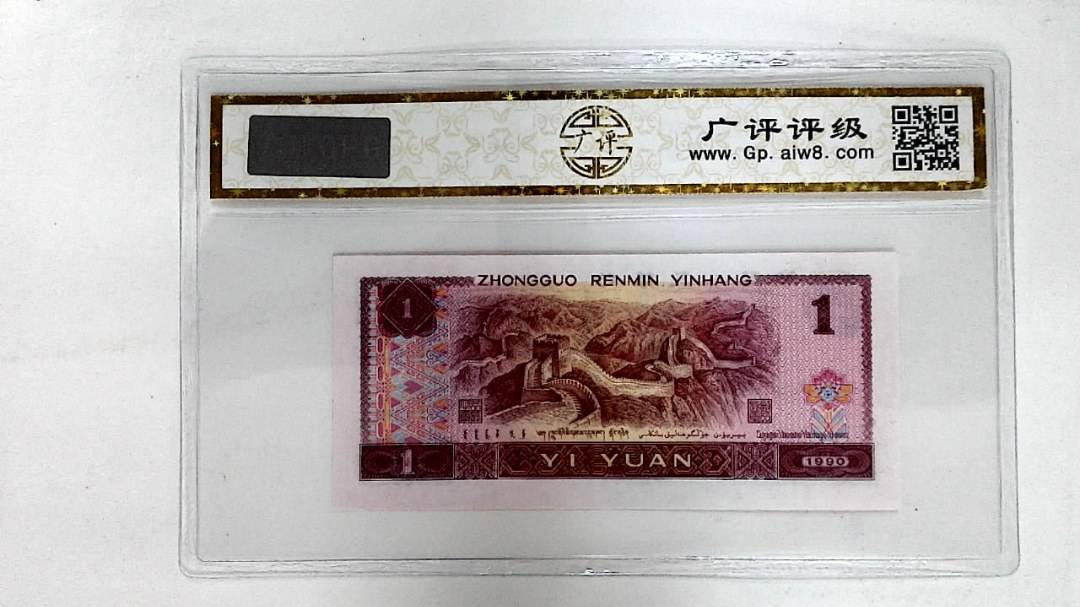 广评
广评评级
www. Gp. aiw8. com
ZHONGGUO RENMIN YINHANG
1
1
1
YI YUAN
1990